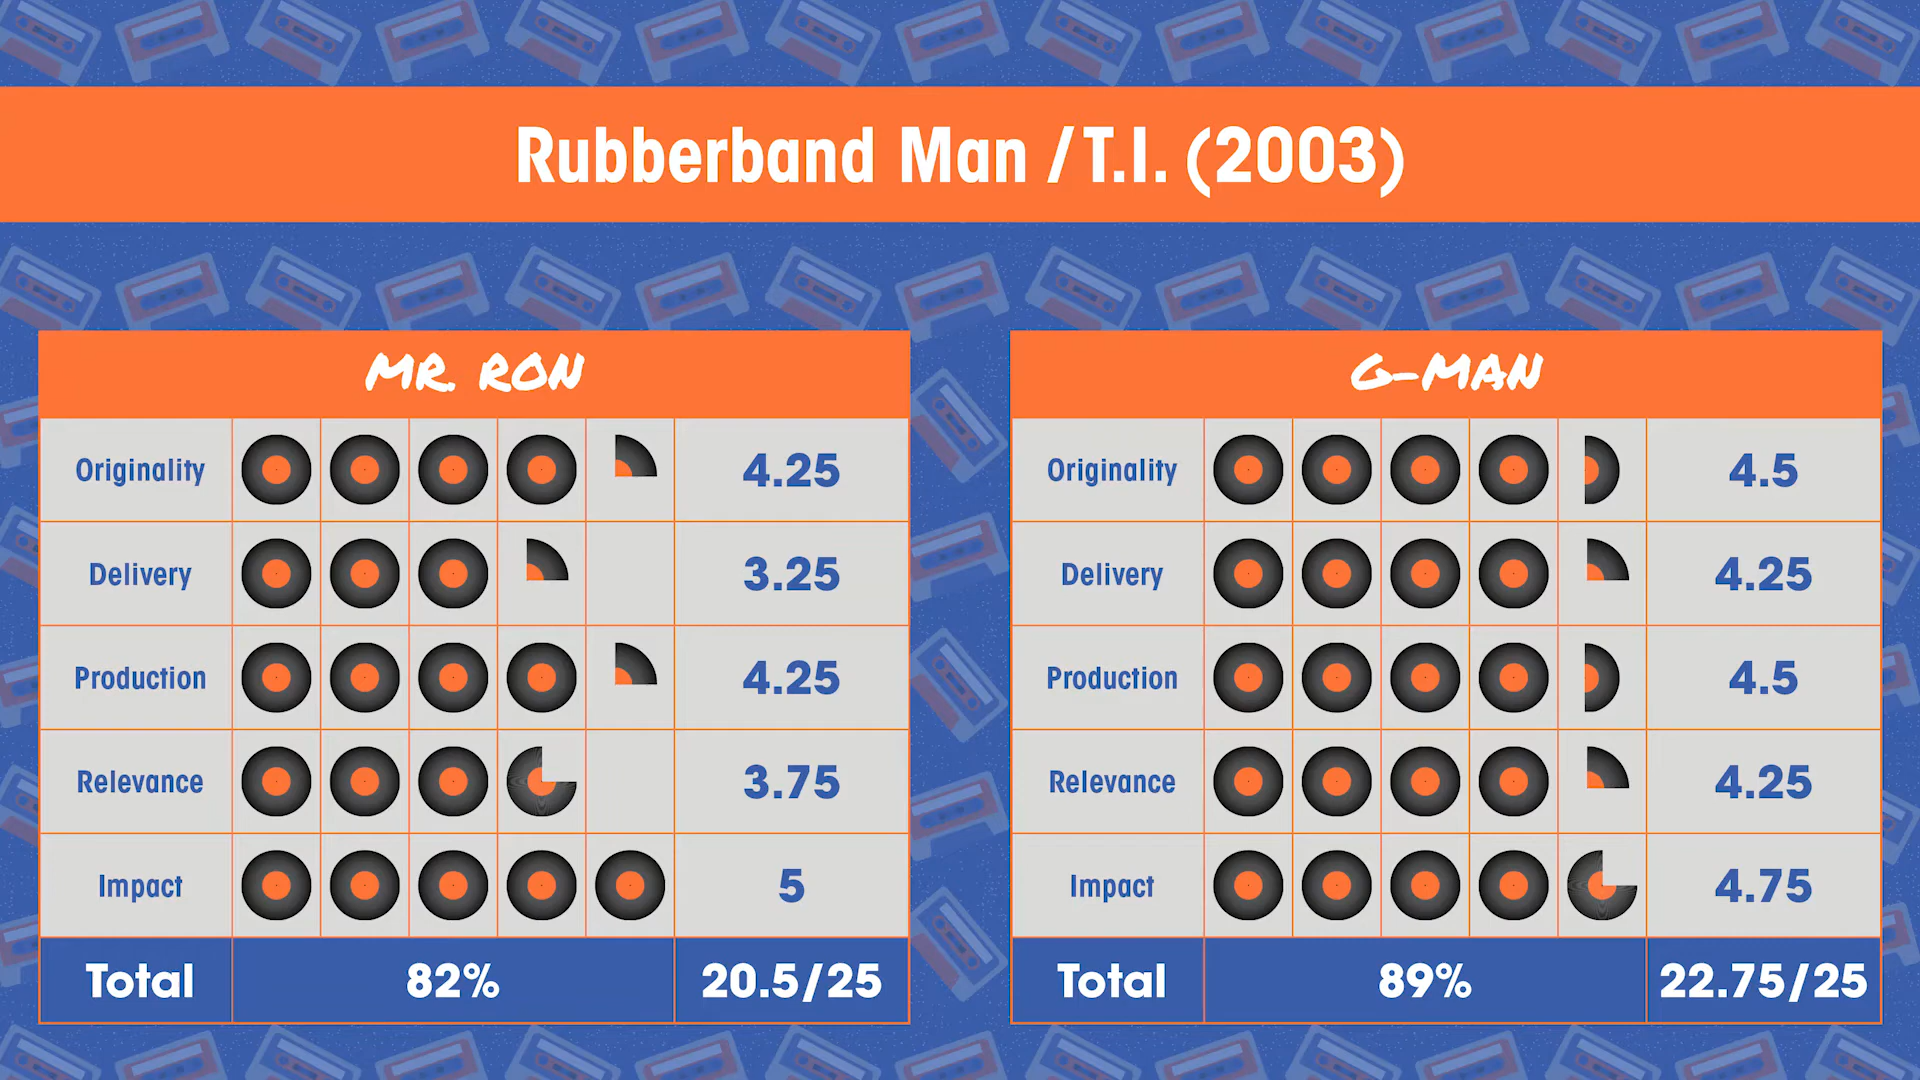 Rubberband Man / T.I. (2003)
MR. RON
Originality 4.25
Delivery 3.25
Production 4.25
Relevance 3.75
Impact 5
Total 82% 20.5/25
G-MAN
Originality 4.5
Delivery 4.25
Production 4.5
Relevance 4.25
Impact 4.75
Total 89% 22.75/25